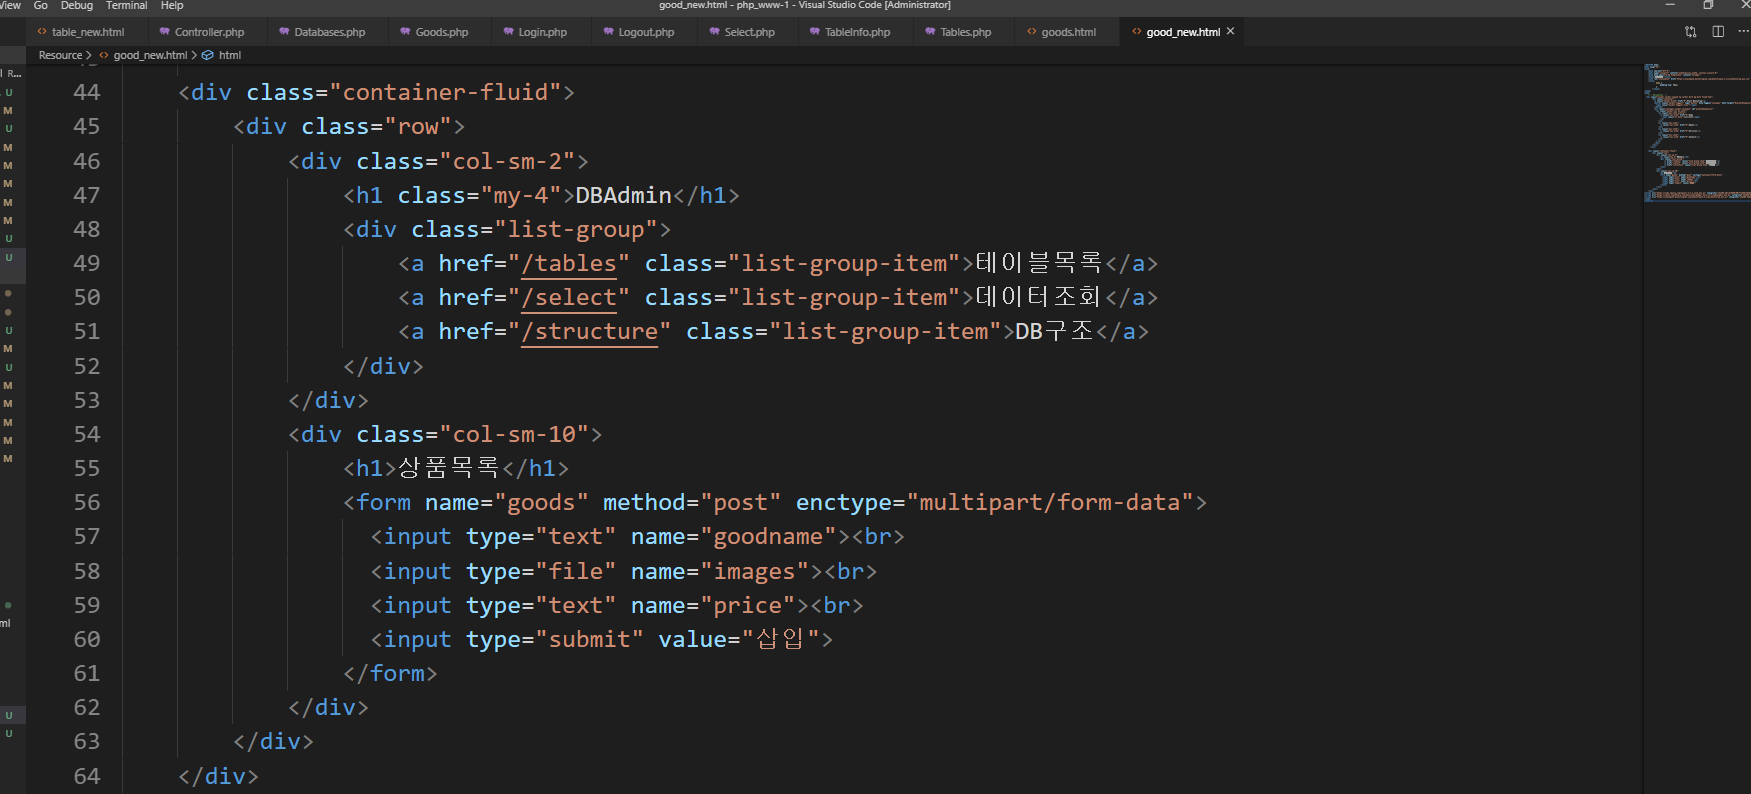 View Go Debug Terminal Help good_new.html - php_www-1 - Visual Studio Code [Administrator]
table_new.html Controller.php Databases.php Goods.php Login.php Logout.php Select.php TableInfo.php Tables.php goods.html good_new.html
Resource > good_new.html > html
44 <div class="container-fluid">
45 <div class="row">
46 <div class="col-sm-2">
47 <h1 class="my-4">DBAdmin</h1>
48 <div class="list-group">
49 <a href="/tables" class="list-group-item">테이블목록</a>
50 <a href="/select" class="list-group-item">데이터조회</a>
51 <a href="/structure" class="list-group-item">DB구조</a>
52 </div>
53 </div>
54 <div class="col-sm-10">
55 <h1>상품목록</h1>
56 <form name="goods" method="post" enctype="multipart/form-data">
57 <input type="text" name="goodname"><br>
58 <input type="file" name="images"><br>
59 <input type="text" name="price"><br>
60 <input type="submit" value="삽입">
61 </form>
62 </div>
63 </div>
64 </div>
R...
U
M
U
M
M
M
M
M
U
U
U
M
U
M
M
M
M
M
ml
U
U